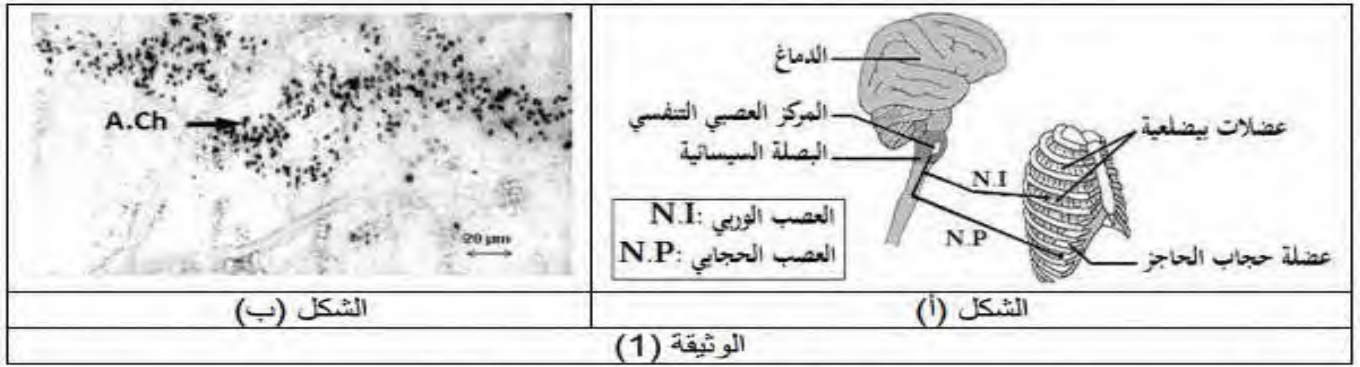 الدماغ
المركز العصبي التنفسي
البصلة السيسائية
عضلات بيضلعية
N.I
N.P
العصب الوربي :N.I
العصب الحجابي :N.P
عضلة حجاب الحاجز
A.Ch
20 µm
الشكل (أ)
الشكل (ب)
الوثيقة (1)